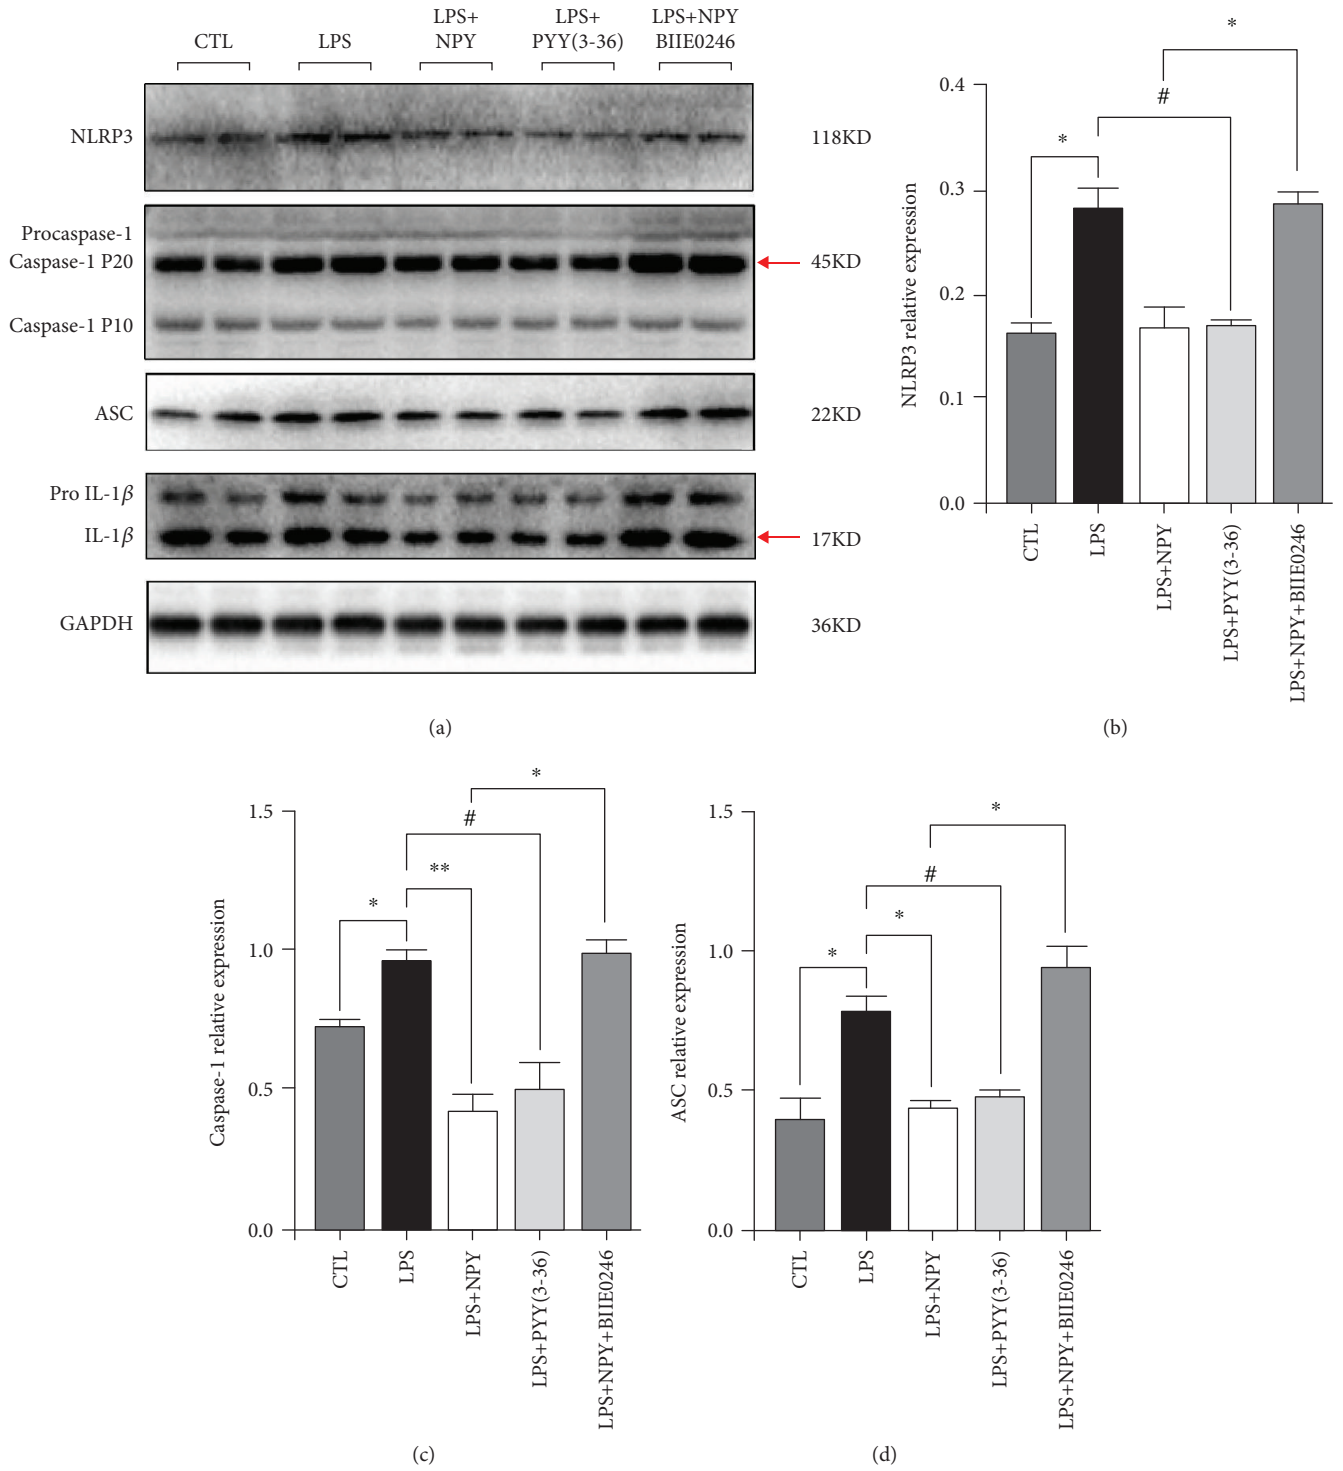 CTL
LPS
LPS+
NPY
LPS+
PYY(3-36)
LPS+NPY
BIIE0246
NLRP3
118KD
Procaspase-1
Caspase-1 P20
45KD
Caspase-1 P10
ASC
22KD
Pro IL-1β
IL-1β
17KD
GAPDH
36KD
(a)
NLRP3 relative expression
0.4
0.3
0.2
0.1
0.0
*
#
*
CTL
LPS
LPS+NPY
LPS+PYY(3-36)
LPS+NPY+BIIE0246
(b)
Caspase-1 relative expression
1.5
1.0
0.5
0.0
*
#
**
*
CTL
LPS
LPS+NPY
LPS+PYY(3-36)
LPS+NPY+BIIE0246
(c)
ASC relative expression
1.5
1.0
0.5
0.0
*
#
*
*
CTL
LPS
LPS+NPY
LPS+PYY(3-36)
LPS+NPY+BIIE0246
(d)